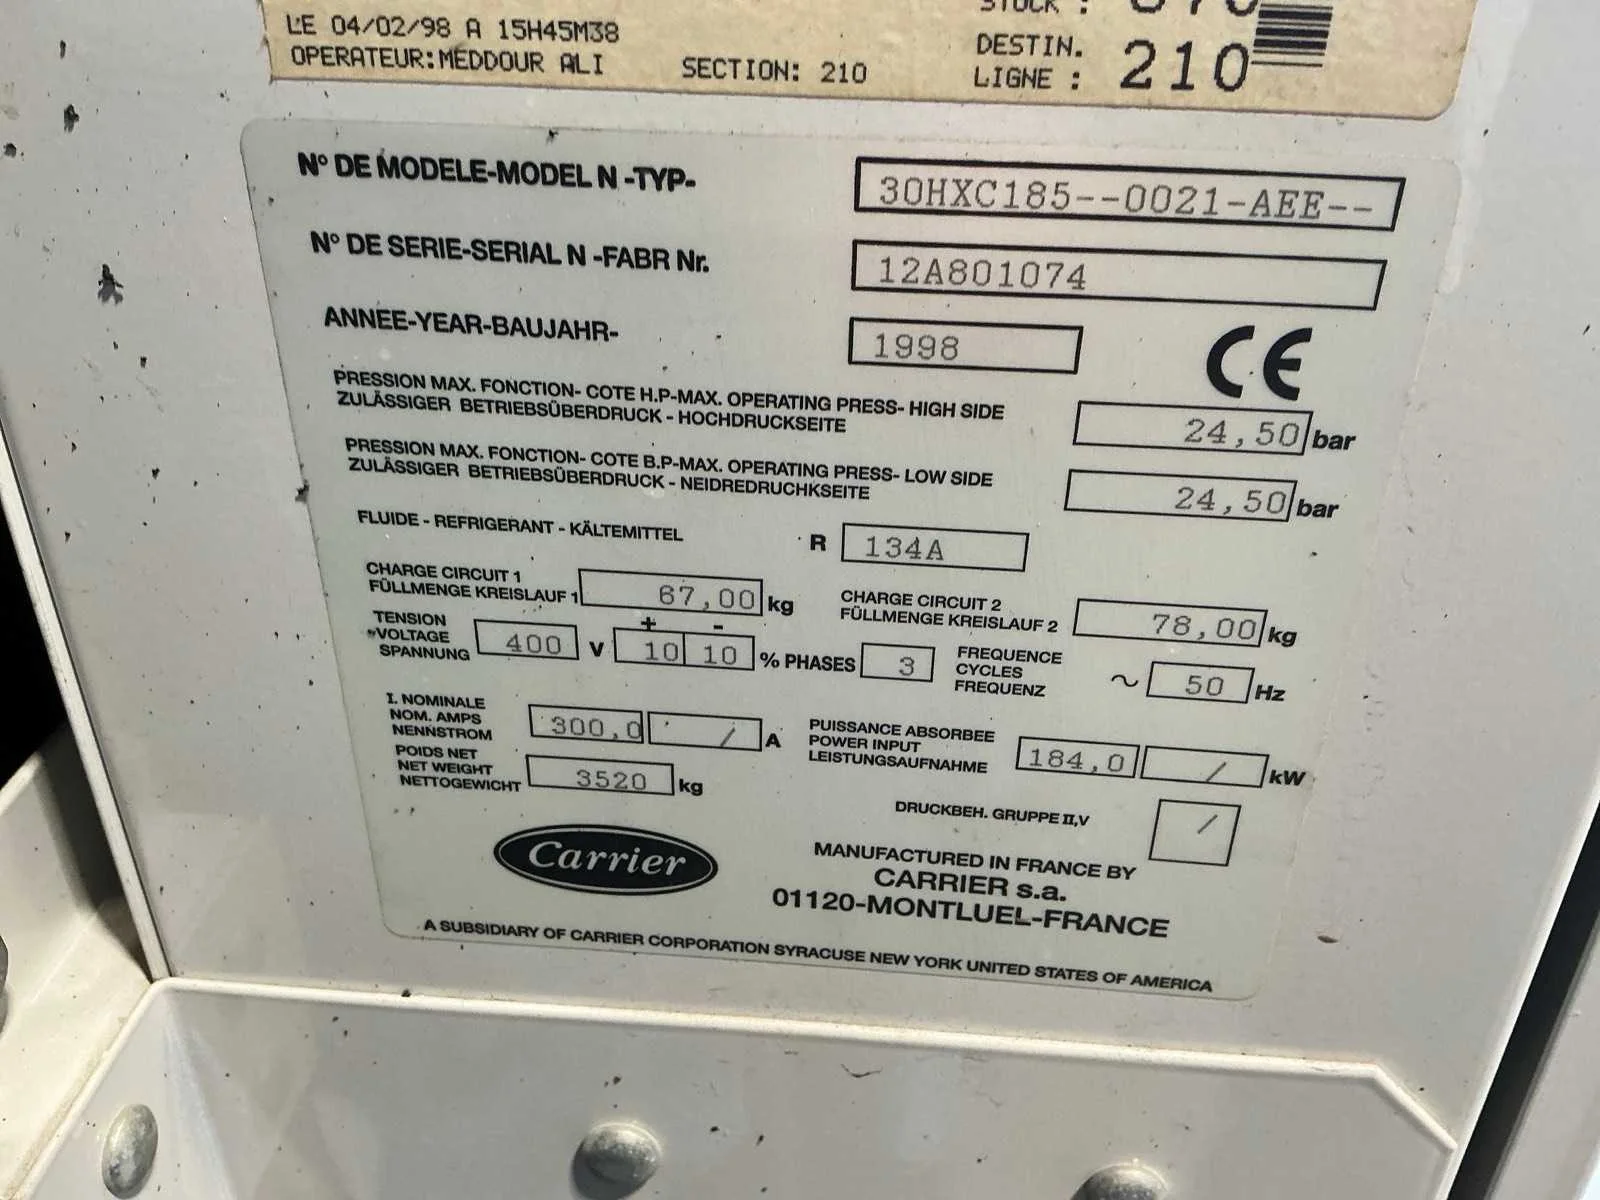 STOCK :
LE 04/02/98 A 15H45M38
OPERATEUR:MEDDOUR ALI
SECTION: 210
DESTIN.
LIGNE : 210
N° DE MODELE-MODEL N -TYP- 30HXC185--0021-AEE--
N° DE SERIE-SERIAL N -FABR Nr. 12A801074
ANNEE-YEAR-BAUJAHR- 1998
CE
PRESSION MAX. FONCTION- COTE H.P-MAX. OPERATING PRESS- HIGH SIDE
ZULÄSSIGER BETRIEBSÜBERDRUCK - HOCHDRUCKSEITE
24,50 bar
PRESSION MAX. FONCTION- COTE B.P-MAX. OPERATING PRESS- LOW SIDE
ZULÄSSIGER BETRIEBSÜBERDRUCK - NEIDREDRUCHKSEITE
24,50 bar
FLUIDE - REFRIGERANT - KÄLTEMITTEL R 134A
CHARGE CIRCUIT 1
FÜLLMENGE KREISLAUF 1 67,00 kg
CHARGE CIRCUIT 2
FÜLLMENGE KREISLAUF 2 78,00 kg
TENSION
VOLTAGE
SPANNUNG
400 V
+ -
10 10 % PHASES 3
FREQUENCE
CYCLES
FREQUENZ
~ 50 Hz
I. NOMINALE
NOM. AMPS
NENNSTROM
300,0 / A
PUISSANCE ABSORBEE
POWER INPUT
LEISTUNGSAUFNAHME
184,0 / kW
POIDS NET
NET WEIGHT
NETTOGEWICHT
3520 kg
DRUCKBEH. GRUPPE II,V /
Carrier
MANUFACTURED IN FRANCE BY
CARRIER s.a.
01120-MONTLUEL-FRANCE
A SUBSIDIARY OF CARRIER CORPORATION SYRACUSE NEW YORK UNITED STATES OF AMERICA